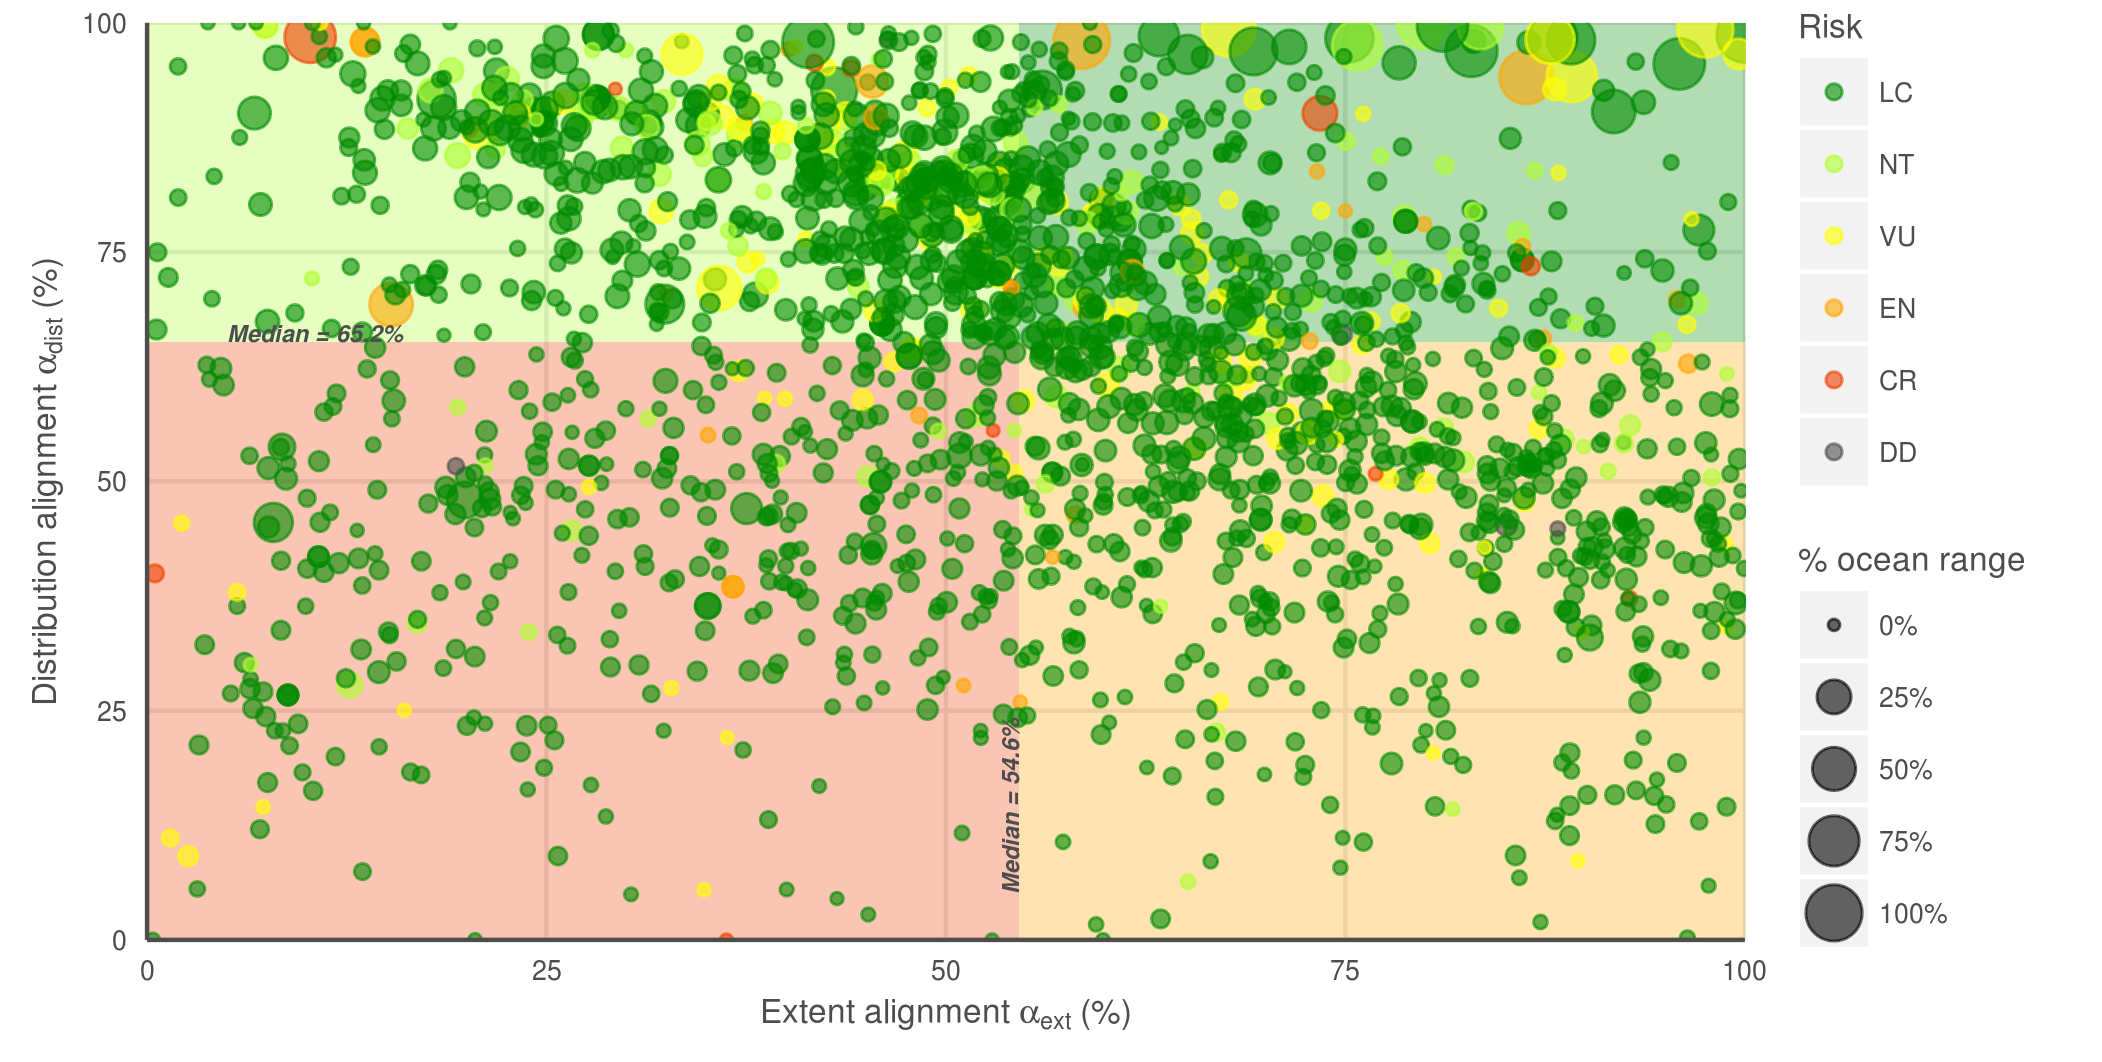 Distribution alignment αdist (%)
100
75
50
25
0
Median = 65.2%
Median = 54.6%
0
25
50
75
100
Extent alignment αext (%)
Risk
LC
NT
VU
EN
CR
DD
% ocean range
0%
25%
50%
75%
100%